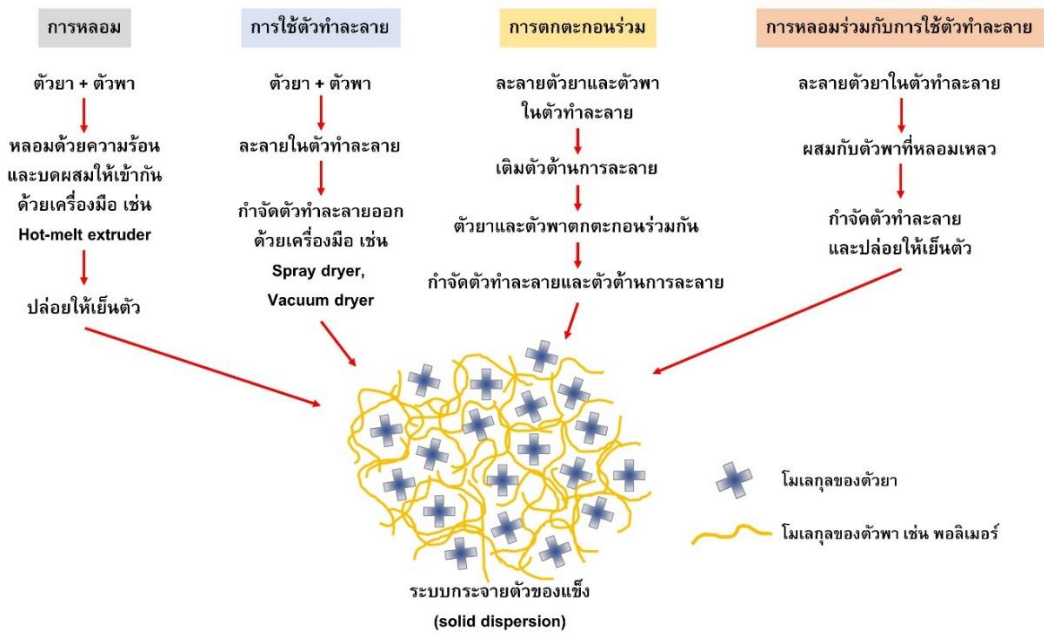 การหลอม
ตัวยา + ตัวพา
หลอมด้วยความร้อน
และบดผสมให้เข้ากัน
ด้วยเครื่องมือ เช่น
Hot-melt extruder
ปล่อยให้เย็นตัว
การใช้ตัวทำละลาย
ตัวยา + ตัวพา
ละลายในตัวทำละลาย
กำจัดตัวทำละลายออก
ด้วยเครื่องมือ เช่น
Spray dryer,
Vacuum dryer
การตกตะกอนร่วม
ละลายตัวยาและตัวพา
ในตัวทำละลาย
เติมตัวต้านการละลาย
ตัวยาและตัวพาตกตะกอนร่วมกัน
กำจัดตัวทำละลายและตัวต้านการละลาย
การหลอมร่วมกับการใช้ตัวทำละลาย
ละลายตัวยาในตัวทำละลาย
ผสมกับตัวพาที่หลอมเหลว
กำจัดตัวทำละลาย
และปล่อยให้เย็นตัว
โมเลกุลของตัวยา
โมเลกุลของตัวพา เช่น พอลิเมอร์
ระบบกระจายตัวของแข็ง
(solid dispersion)